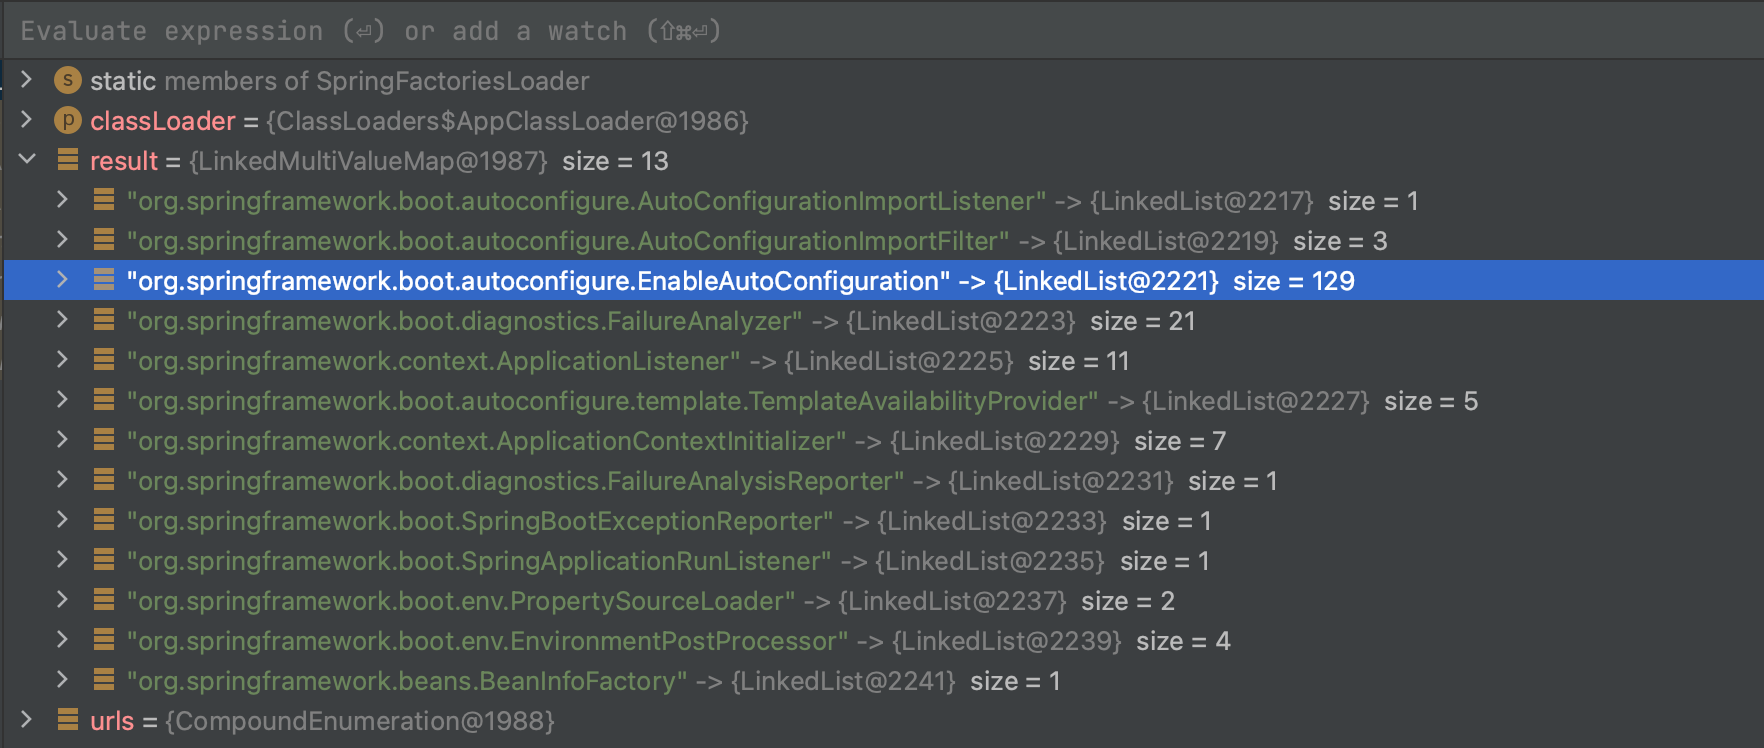 Evaluate expression (⏎) or add a watch (⇧⌘⏎)
s static members of SpringFactoriesLoader
p classLoader = {ClassLoaders$AppClassLoader@1986}
result = {LinkedMultiValueMap@1987} size = 13
"org.springframework.boot.autoconfigure.AutoConfigurationImportListener" -> {LinkedList@2217} size = 1
"org.springframework.boot.autoconfigure.AutoConfigurationImportFilter" -> {LinkedList@2219} size = 3
"org.springframework.boot.autoconfigure.EnableAutoConfiguration" -> {LinkedList@2221} size = 129
"org.springframework.boot.diagnostics.FailureAnalyzer" -> {LinkedList@2223} size = 21
"org.springframework.context.ApplicationListener" -> {LinkedList@2225} size = 11
"org.springframework.boot.autoconfigure.template.TemplateAvailabilityProvider" -> {LinkedList@2227} size = 5
"org.springframework.context.ApplicationContextInitializer" -> {LinkedList@2229} size = 7
"org.springframework.boot.diagnostics.FailureAnalysisReporter" -> {LinkedList@2231} size = 1
"org.springframework.boot.SpringBootExceptionReporter" -> {LinkedList@2233} size = 1
"org.springframework.boot.SpringApplicationRunListener" -> {LinkedList@2235} size = 1
"org.springframework.boot.env.PropertySourceLoader" -> {LinkedList@2237} size = 2
"org.springframework.boot.env.EnvironmentPostProcessor" -> {LinkedList@2239} size = 4
"org.springframework.beans.BeanInfoFactory" -> {LinkedList@2241} size = 1
urls = {CompoundEnumeration@1988}